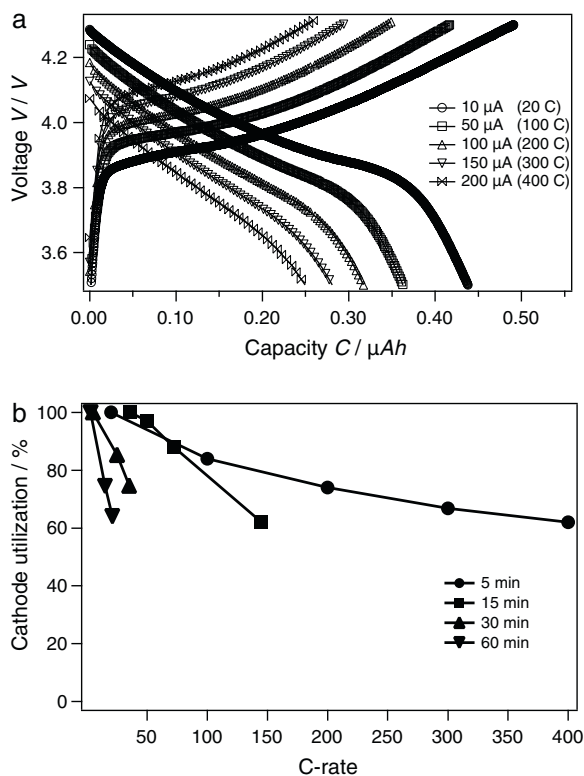 a
Voltage V / V
4.2
4.0
3.8
3.6
10 µA (20 C)
50 µA (100 C)
100 µA (200 C)
150 µA (300 C)
200 µA (400 C)
0.00 0.10 0.20 0.30 0.40 0.50
Capacity C / µAh
b
Cathode utilization / %
100
80
60
40
20
0
5 min
15 min
30 min
60 min
50 100 150 200 250 300 350 400
C-rate